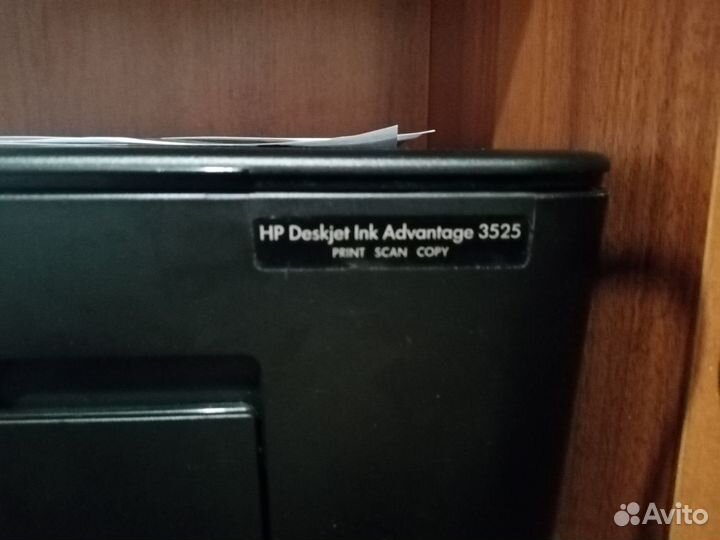 HP Deskjet Ink Advantage 3525
PRINT SCAN COPY
Avito